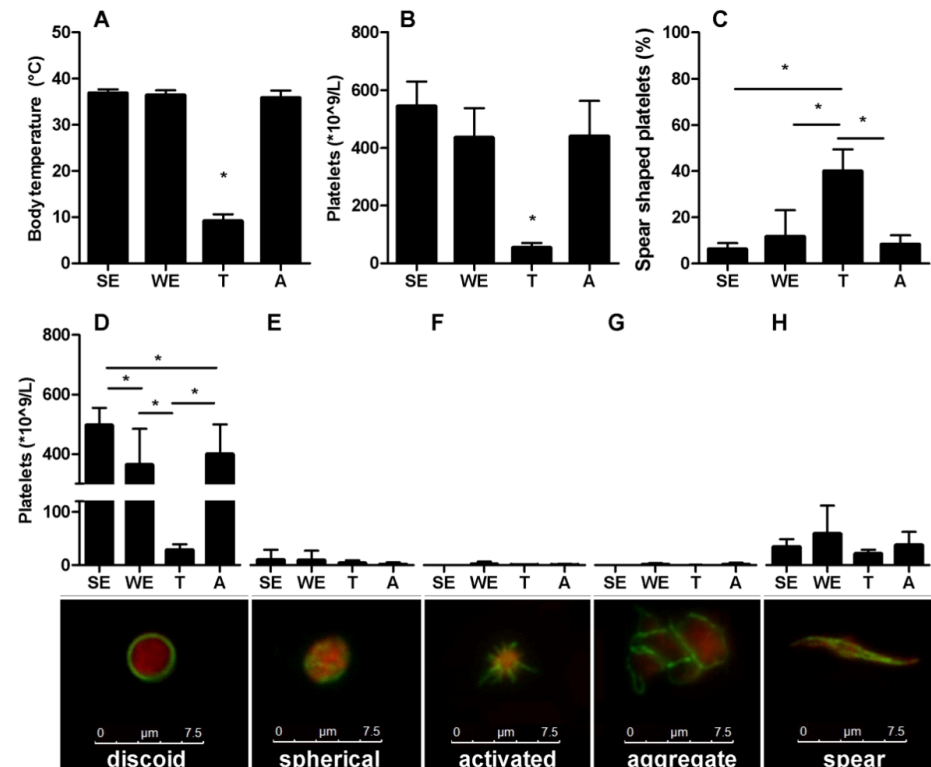 A
B
C
Body temperature (°C)
50
40
30
20
10
0
*
SE WE T A
Platelets (*10^9/L)
800
600
400
200
0
*
SE WE T A
Spear shaped platelets (%)
100
80
60
40
20
0
*
*
*
SE WE T A
D
E
F
G
H
Platelets (*10^9/L)
800
600
400
100
0
*
*
*
*
SE WE T A
SE WE T A
SE WE T A
SE WE T A
SE WE T A
0 µm 7.5
discoid
0 µm 7.5
spherical
0 µm 7.5
activated
0 µm 7.5
aggregate
0 µm 7.5
spear